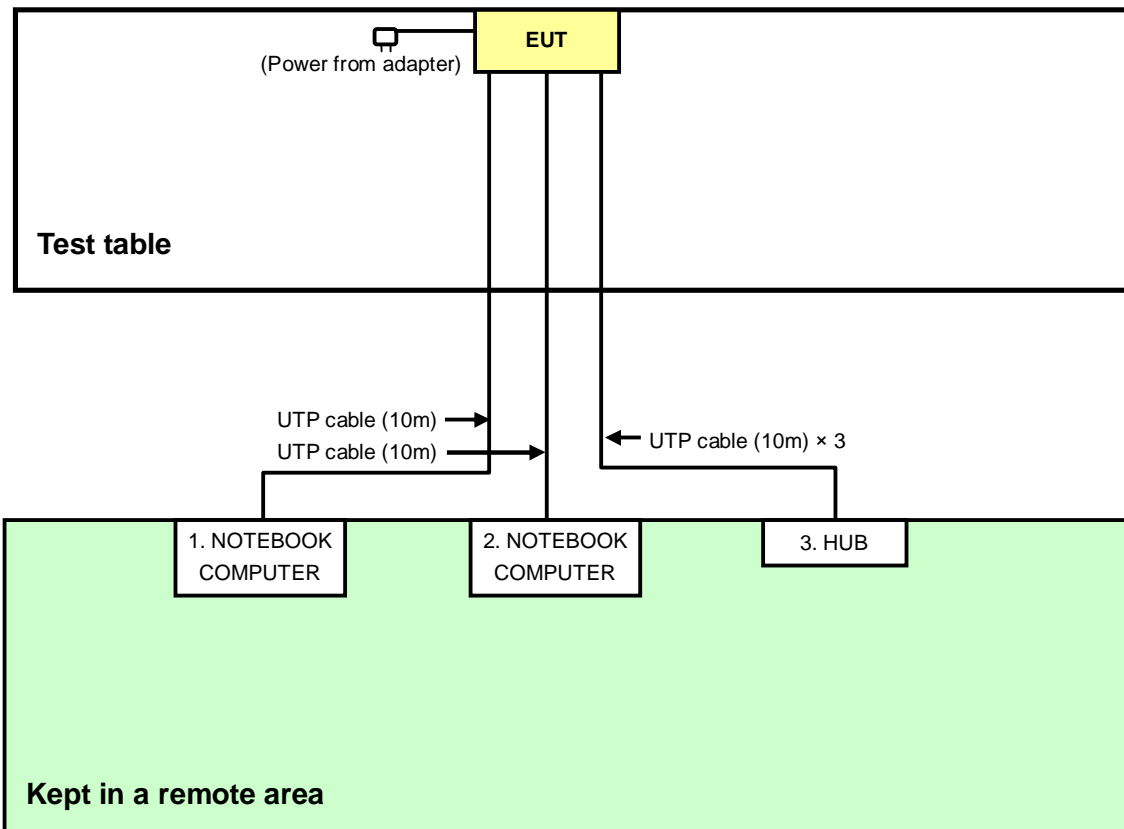 EUT
(Power from adapter)
Test table
UTP cable (10m)
UTP cable (10m)
UTP cable (10m) × 3
1. NOTEBOOK
COMPUTER
2. NOTEBOOK
COMPUTER
3. HUB
Kept in a remote area